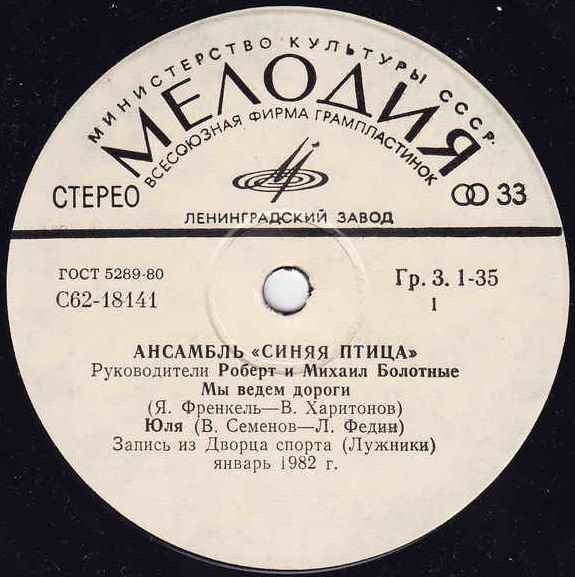 МИНИСТЕРСТВО КУЛЬТУРЫ СССР.
МЕЛОДИЯ
ВСЕСОЮЗНАЯ ФИРМА ГРАМПЛАСТИНОК
СТЕРЕО 33
ЛЕНИНГРАДСКИЙ ЗАВОД
ГОСТ 5289-80 Гр. 3. 1-35
С62-18141 1
АНСАМБЛЬ «СИНЯЯ ПТИЦА»
Руководители Роберт и Михаил Болотные
Мы ведем дороги
(Я. Френкель—В. Харитонов)
Юля (В. Семенов—Л. Федин)
Запись из Дворца спорта (Лужники)
январь 1982 г.